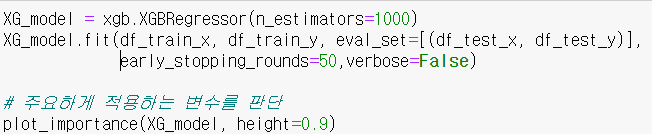 XG_model = xgb.XGBRegressor(n_estimators=1000)
XG_model.fit(df_train_x, df_train_y, eval_set=[(df_test_x, df_test_y)],
early_stopping_rounds=50,verbose=False)
# 주요하게 적용하는 변수를 판단
plot_importance(XG_model, height=0.9)